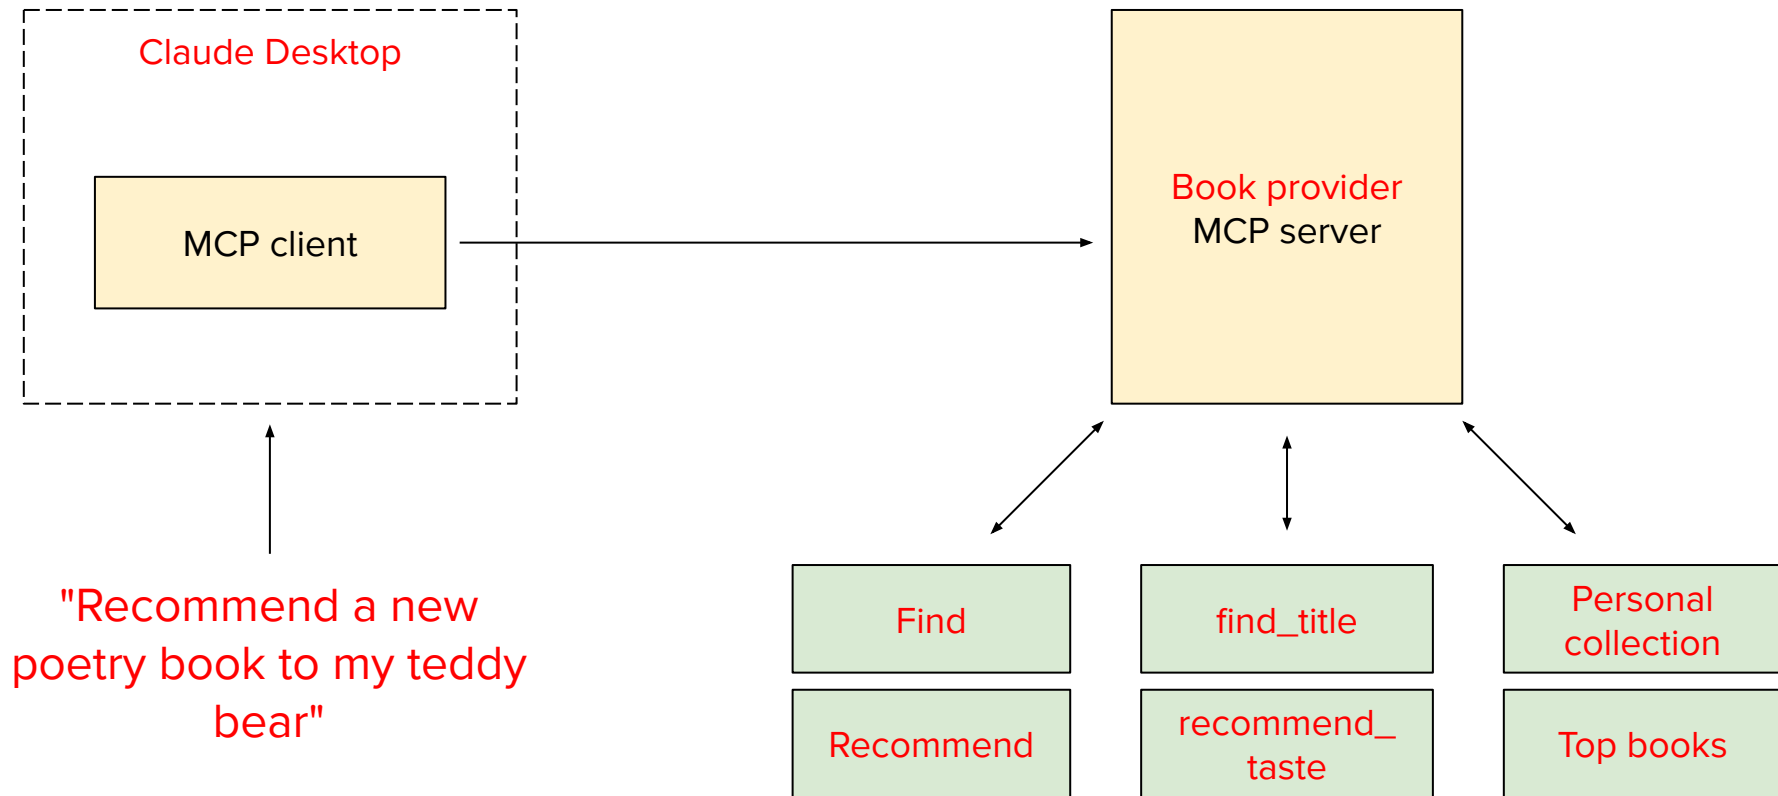 Claude Desktop
MCP client
Book provider
MCP server
"Recommend a new
poetry book to my teddy
bear"
Find
find_title
Personal
collection
Recommend
recommend_
taste
Top books